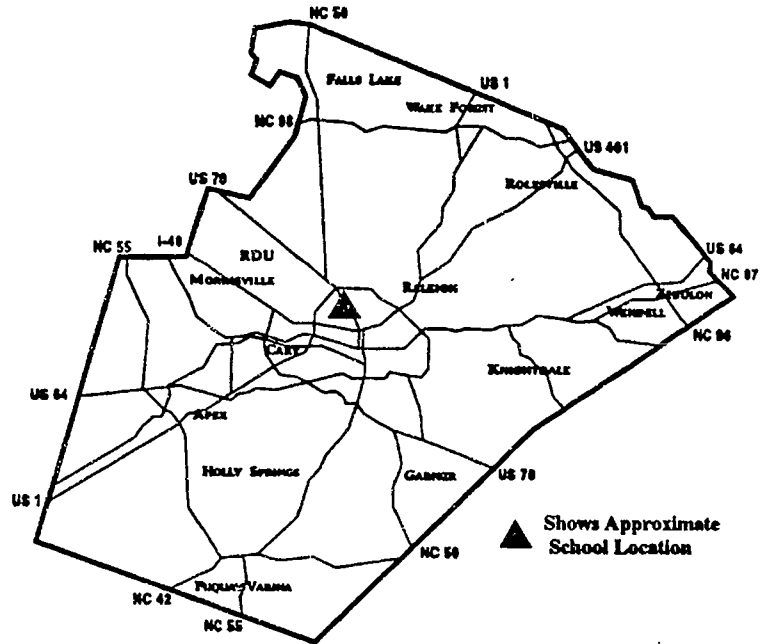 NC 50
FALLS LAKE
US 1
WAKE FOREST
NC 98
US 401
US 70
ROLESVILLE
NC 55
I-40
RDU
US 64
MORRISVILLE
RALEIGH
NC 97
ZEBULON
WENDELL
NC 96
CARY
KNIGHTDALE
US 64
APEX
HOLLY SPRINGS
GARNER
US 70
US 1
Shows Approximate
School Location
NC 50
FUQUAY-VARINA
NC 42
NC 55